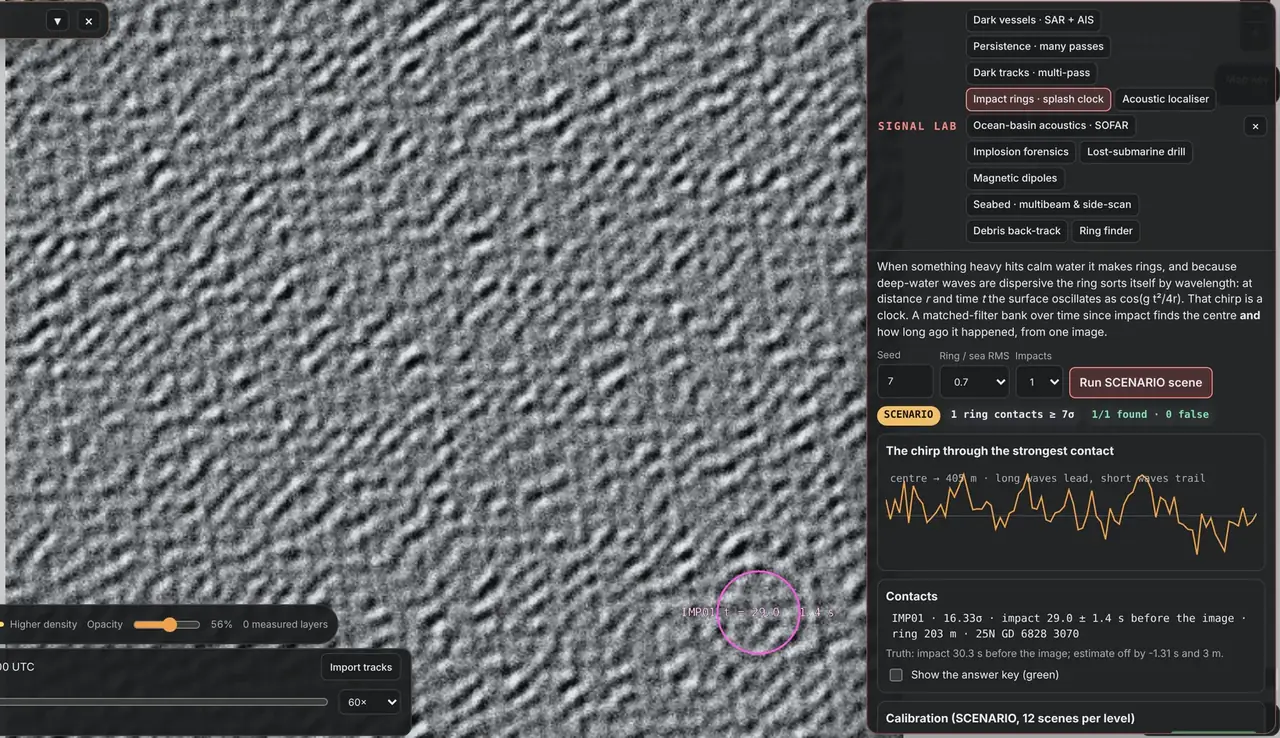 ▼ ×
Dark vessels · SAR + AIS
Persistence · many passes
Dark tracks · multi-pass
Impact rings · splash clock Acoustic localiser
SIGNAL LAB Ocean-basin acoustics · SOFAR ×
Implosion forensics Lost-submarine drill
Magnetic dipoles
Seabed · multibeam & side-scan
Debris back-track Ring finder
When something heavy hits calm water it makes rings, and because
deep-water waves are dispersive the ring sorts itself by wavelength: at
distance r and time t the surface oscillates as cos(g t²/4r). That chirp is a
clock. A matched-filter bank over time since impact finds the centre and
how long ago it happened, from one image.
Seed Ring / sea RMS Impacts
7 0.7 1 Run SCENARIO scene
SCENARIO 1 ring contacts ≥ 7σ 1/1 found · 0 false
The chirp through the strongest contact
centre → 405 m · long waves lead, short waves trail
Contacts
IMP01 · 16.33σ · impact 29.0 ± 1.4 s before the image ·
ring 203 m · 25N GD 6828 3070
Truth: impact 30.3 s before the image; estimate off by -1.31 s and 3 m.
Show the answer key (green)
Calibration (SCENARIO, 12 scenes per level)
IMP01 t = 29.0 1.4 s
Higher density Opacity 56% 0 measured layers
00 UTC Import tracks
60×